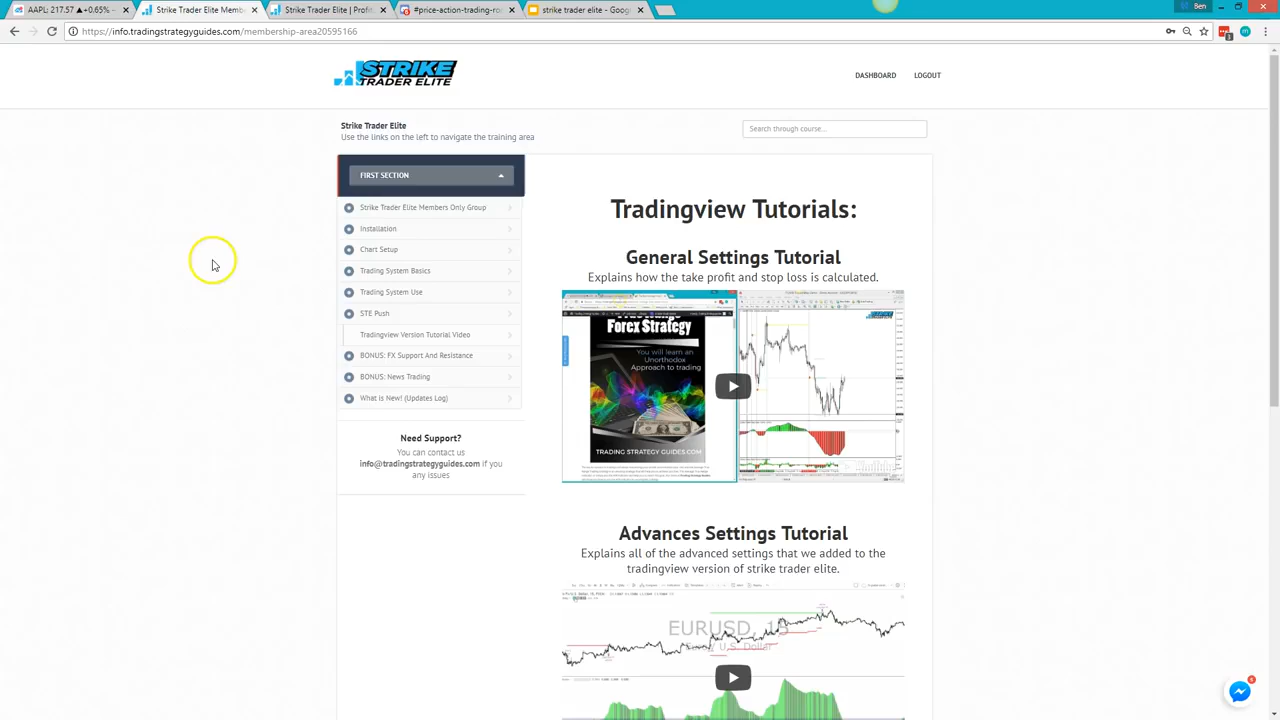 AAPL: 217.57 ▲+0.65%
Strike Trader Elite Mem
Strike Trader Elite | Profit
*price-action-trading-ro
strike trader elite - Goog
Ben
https://info.tradingstrategyguides.com/membership-area20595166
STRIKE
TRADER ELITE
DASHBOARD
LOGOUT
Strike Trader Elite
Use the links on the left to navigate the training area
Search through course...
FIRST SECTION
Strike Trader Elite Members Only Group
Installation
Chart Setup
Trading System Basics
Trading System Use
STE Push
Tradingview Version Tutorial Video
BONUS: FX Support And Resistance
BONUS: News Trading
What is New! (Updates Log)
Need Support?
You can contact us
info@tradingstrategyguides.com if you
any issues
Tradingview Tutorials:
General Settings Tutorial
Explains how the take profit and stop loss is calculated.
Forex Strategy
You will learn an
Unorthodox
Approach to trading
TRADING STRATEGY GUIDES.COM
Advances Settings Tutorial
Explains all of the advanced settings that we added to the
tradingview version of strike trader elite.
EURUSD, 15
U.S. Dollar
5